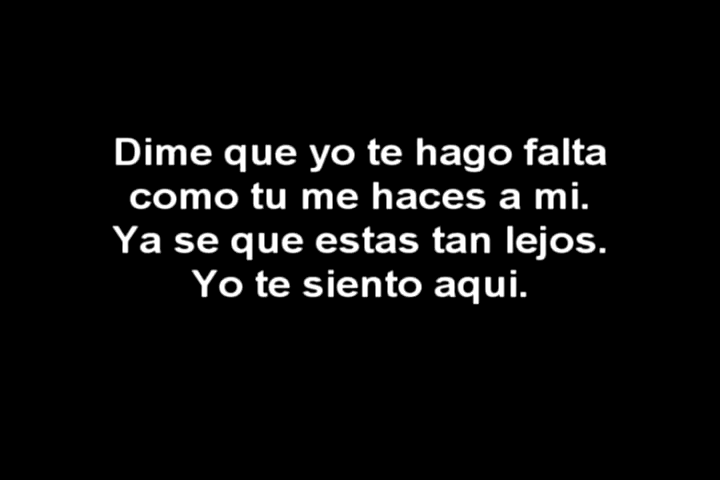 Dime que yo te hago falta
como tu me haces a mi.
Ya se que estas tan lejos.
Yo te siento aqui.